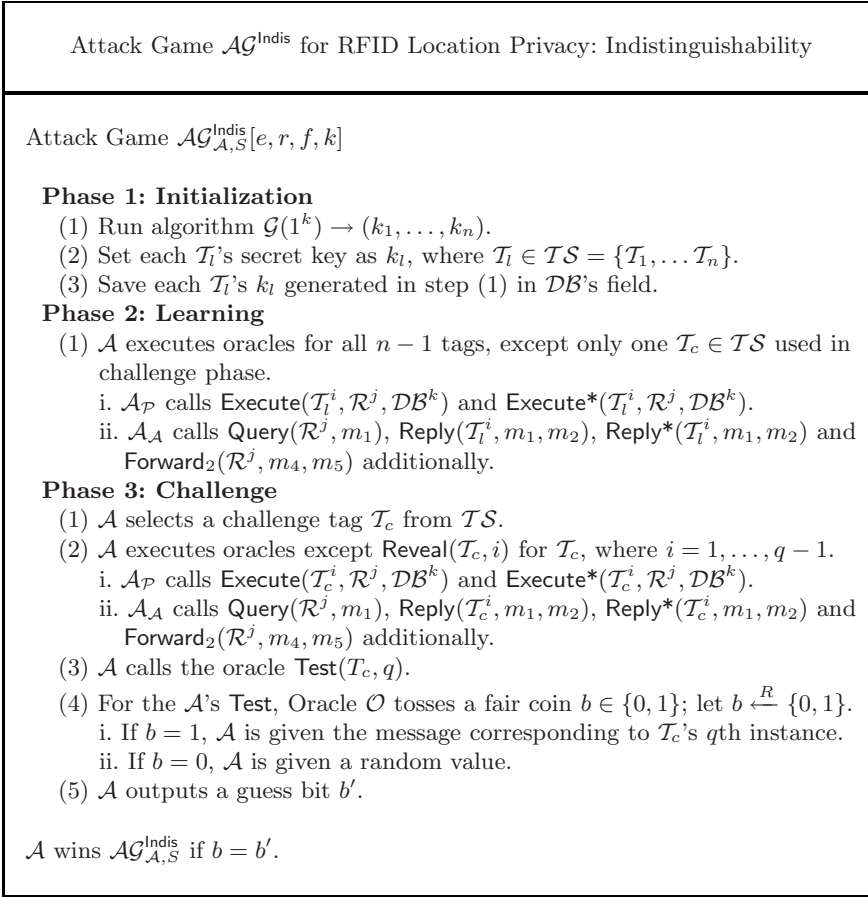 Attack Game 𝒜𝒢^Indis for RFID Location Privacy: Indistinguishability
Attack Game 𝒜𝒢^Indis_𝒜,S[e, r, f, k]
Phase 1: Initialization
(1) Run algorithm 𝒢(1^k) → (k_1, . . . , k_n).
(2) Set each 𝒯_l's secret key as k_l, where 𝒯_l ∈ 𝒯𝒮 = {𝒯_1, . . . 𝒯_n}.
(3) Save each 𝒯_l's k_l generated in step (1) in 𝒟ℬ's field.
Phase 2: Learning
(1) 𝒜 executes oracles for all n − 1 tags, except only one 𝒯_c ∈ 𝒯𝒮 used in
challenge phase.
i. 𝒜_𝒫 calls Execute(𝒯_l^i, ℛ^j, 𝒟ℬ^k) and Execute*(𝒯_l^i, ℛ^j, 𝒟ℬ^k).
ii. 𝒜_𝒜 calls Query(ℛ^j, m_1), Reply(𝒯_l^i, m_1, m_2), Reply*(𝒯_l^i, m_1, m_2) and
Forward_2(ℛ^j, m_4, m_5) additionally.
Phase 3: Challenge
(1) 𝒜 selects a challenge tag 𝒯_c from 𝒯𝒮.
(2) 𝒜 executes oracles except Reveal(𝒯_c, i) for 𝒯_c, where i = 1, . . . , q − 1.
i. 𝒜_𝒫 calls Execute(𝒯_c^i, ℛ^j, 𝒟ℬ^k) and Execute*(𝒯_c^i, ℛ^j, 𝒟ℬ^k).
ii. 𝒜_𝒜 calls Query(ℛ^j, m_1), Reply(𝒯_c^i, m_1, m_2), Reply*(𝒯_c^i, m_1, m_2) and
Forward_2(ℛ^j, m_4, m_5) additionally.
(3) 𝒜 calls the oracle Test(T_c, q).
(4) For the 𝒜's Test, Oracle 𝒪 tosses a fair coin b ∈ {0, 1}; let b ←^R {0, 1}.
i. If b = 1, 𝒜 is given the message corresponding to 𝒯_c's qth instance.
ii. If b = 0, 𝒜 is given a random value.
(5) 𝒜 outputs a guess bit b′.
𝒜 wins 𝒜𝒢^Indis_𝒜,S if b = b′.